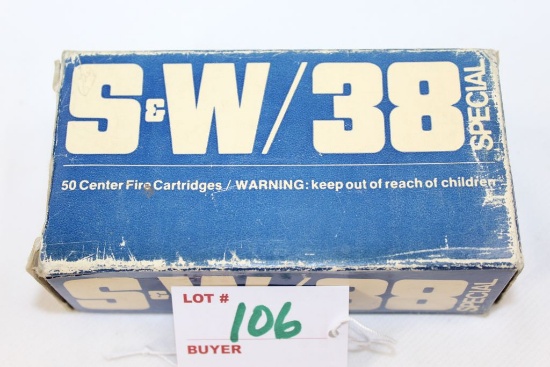 S&W/38 SPECIAL
50 Center Fire Cartridges / WARNING: keep out of reach of children
S&W/38 SPECIAL
LOT # 106
BUYER